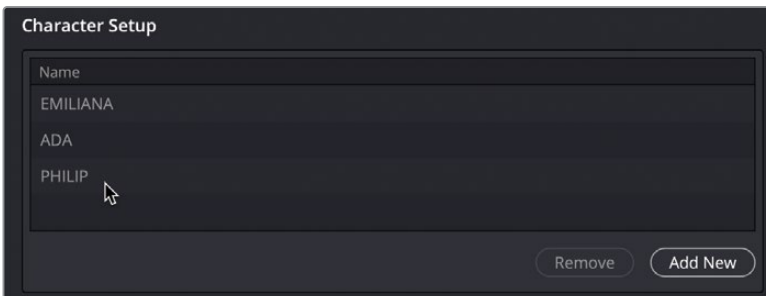 Character Setup
Name
EMILIANA
ADA
PHILIP
Remove Add New